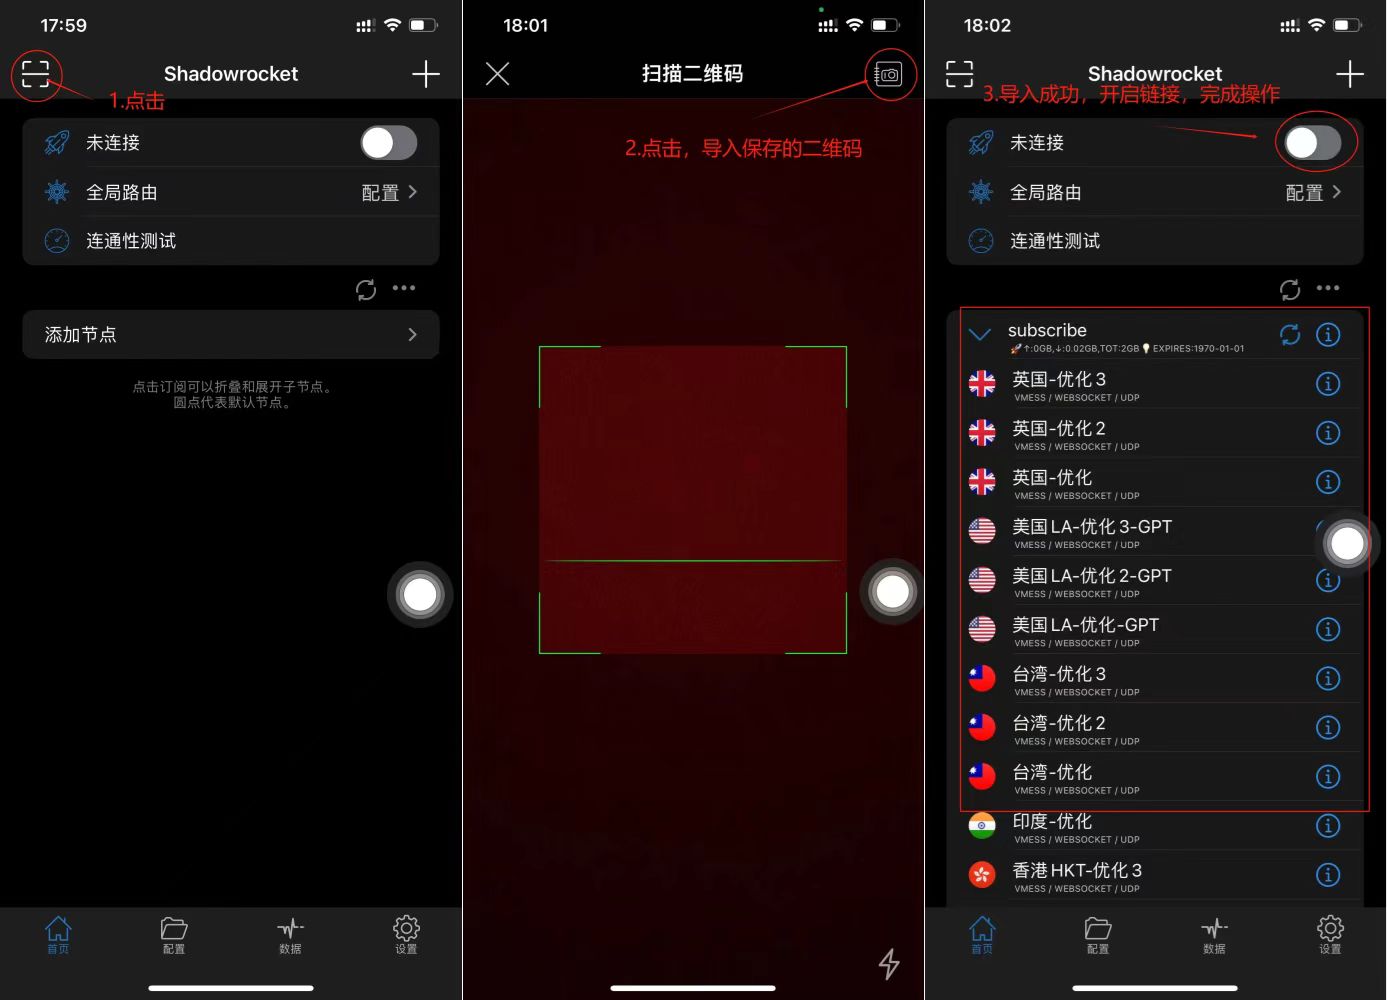 17:59
Shadowrocket
1.点击
未连接
全局路由
配置
连通性测试
添加节点
点击订阅可以折叠和展开子节点。
圆点代表默认节点。
首页
配置
数据
设置
18:01
扫描二维码
2.点击，导入保存的二维码
18:02
Shadowrocket
3.导入成功，开启链接，完成操作
未连接
全局路由
配置
连通性测试
subscribe
🚀↑:0GB,↓:0.02GB,TOT:2GB💡EXPIRES:1970-01-01
英国-优化 3
VMESS / WEBSOCKET / UDP
英国-优化 2
VMESS / WEBSOCKET / UDP
英国-优化
VMESS / WEBSOCKET / UDP
美国 LA-优化 3-GPT
VMESS / WEBSOCKET / UDP
美国 LA-优化 2-GPT
VMESS / WEBSOCKET / UDP
美国 LA-优化-GPT
VMESS / WEBSOCKET / UDP
台湾-优化 3
VMESS / WEBSOCKET / UDP
台湾-优化 2
VMESS / WEBSOCKET / UDP
台湾-优化
VMESS / WEBSOCKET / UDP
印度-优化
VMESS / WEBSOCKET / UDP
香港 HKT-优化 3
VMESS / WEBSOCKET / UDP
首页
配置
数据
设置